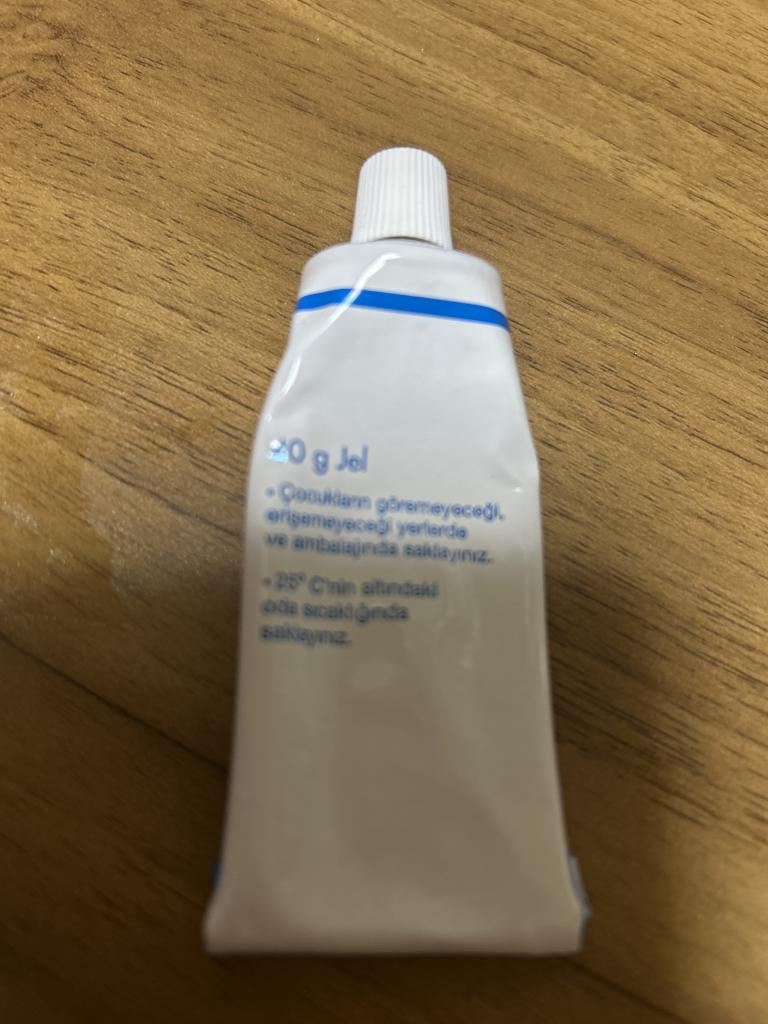 g Jel
• Çocukların göremeyeceği,
erişemeyeceği yerlerde
ve ambalajında saklayınız.
• 25° C'nin altındaki
oda sıcaklığında
saklayınız.